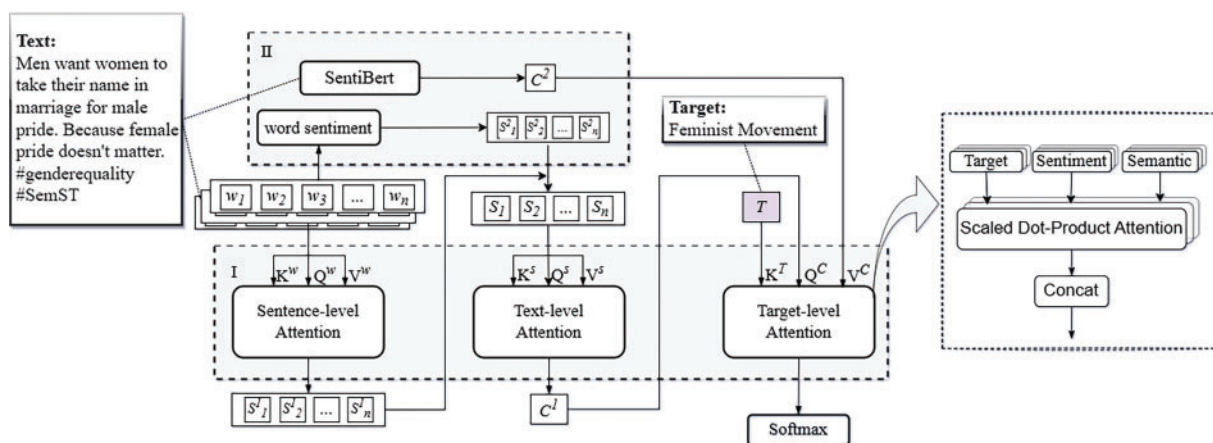 Text:
Men want women to
take their name in
marriage for male
pride. Because female
pride doesn't matter.
#genderequality
#SemST
II
SentiBert
C²
word sentiment
S²₁ S²₂ ... S²ₙ
Target:
Feminist Movement
w₁ w₂ w₃ ... wₙ
S₁ S₂ ... Sₙ
T
I
Kʷ Qʷ Vʷ
Sentence-level
Attention
Kˢ Qˢ Vˢ
Text-level
Attention
Kᵀ Q^C V^C
Target-level
Attention
S¹₁ S¹₂ ... S¹ₙ
C¹
Softmax
Target Sentiment Semantic
Scaled Dot-Product Attention
Concat